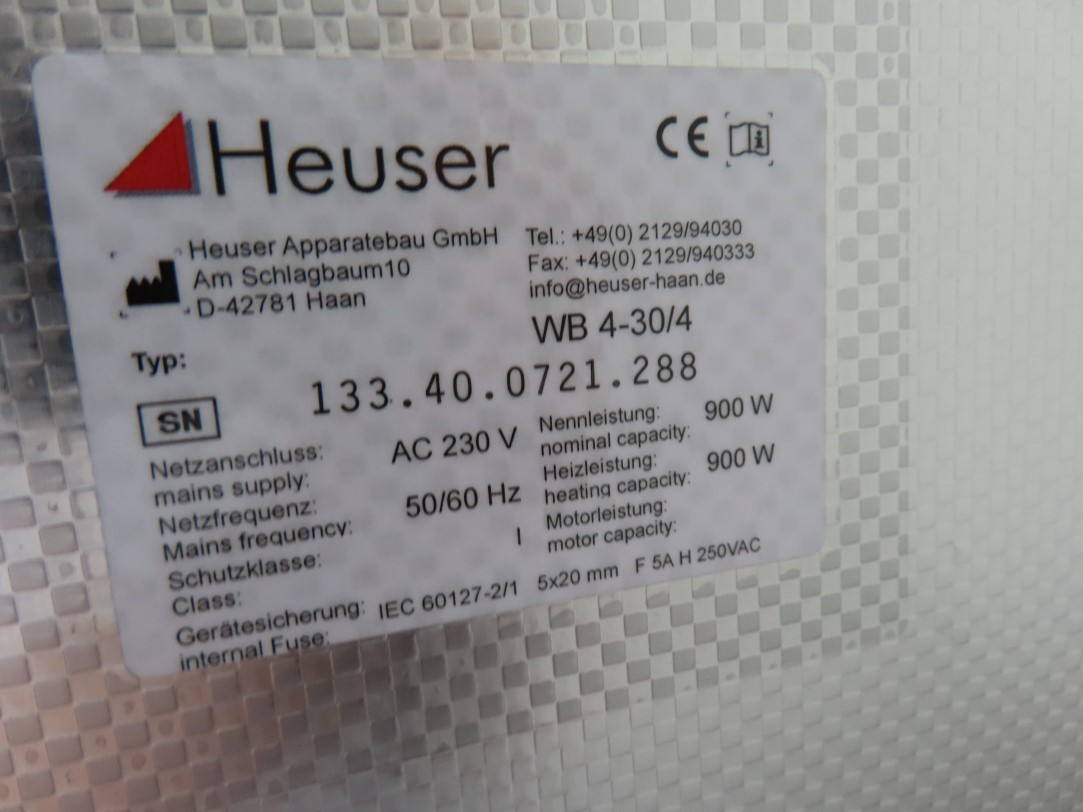 Heuser
CE
Heuser Apparatebau GmbH
Am Schlagbaum10
D-42781 Haan
Tel.: +49(0) 2129/94030
Fax: +49(0) 2129/940333
info@heuser-haan.de
Typ:
WB 4-30/4
SN
133.40.0721.288
Netzanschluss:
mains supply:
AC 230 V
Netzfrequenz:
Mains frequency:
50/60 Hz
Schutzklasse:
Class:
I
Nennleistung:
nominal capacity:
900 W
Heizleistung:
heating capacity:
900 W
Motorleistung:
motor capacity:
Gerätesicherung:
internal Fuse:
IEC 60127-2/1 5x20 mm F 5A H 250VAC